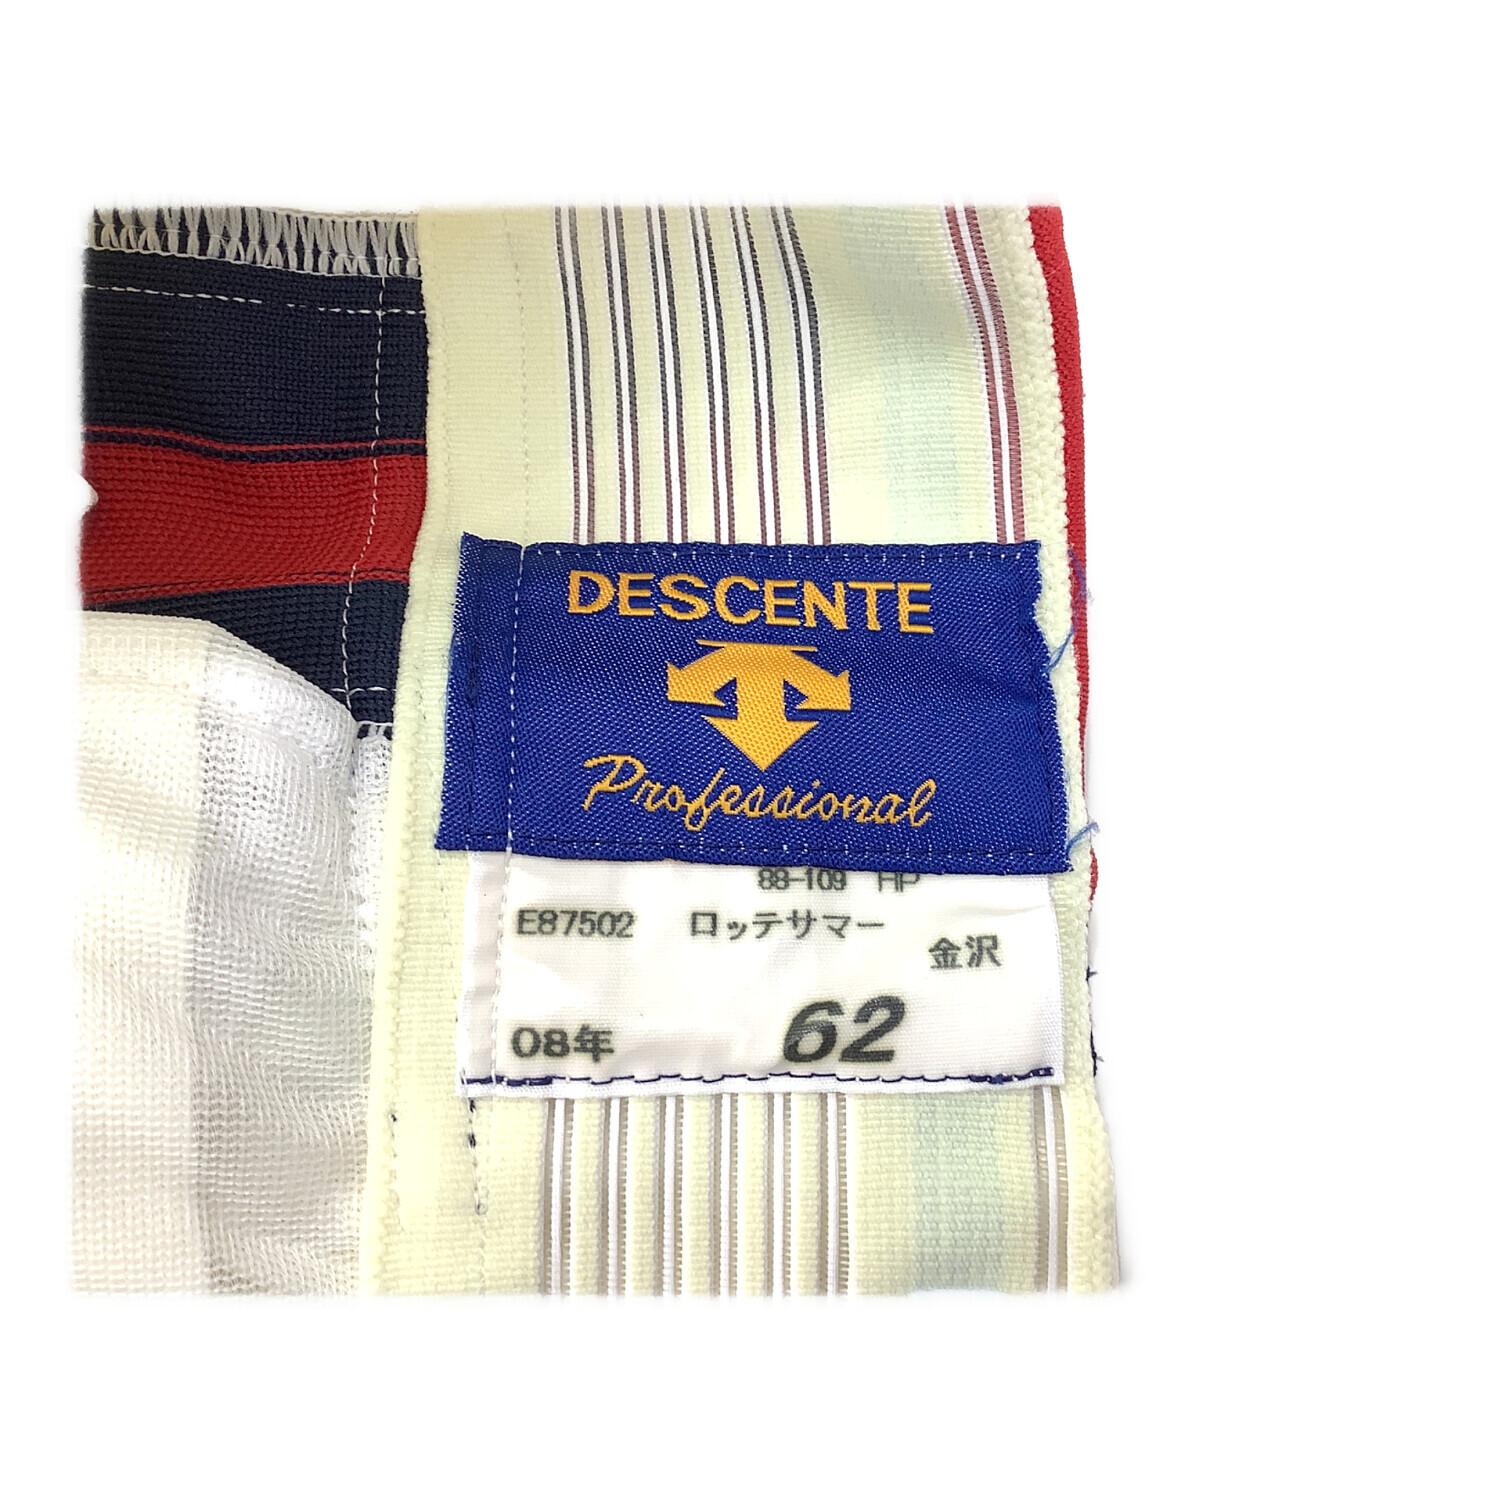 DESCENTE
Professional
88-109 HP
E87502 ロッテサマー
金沢
08年 62